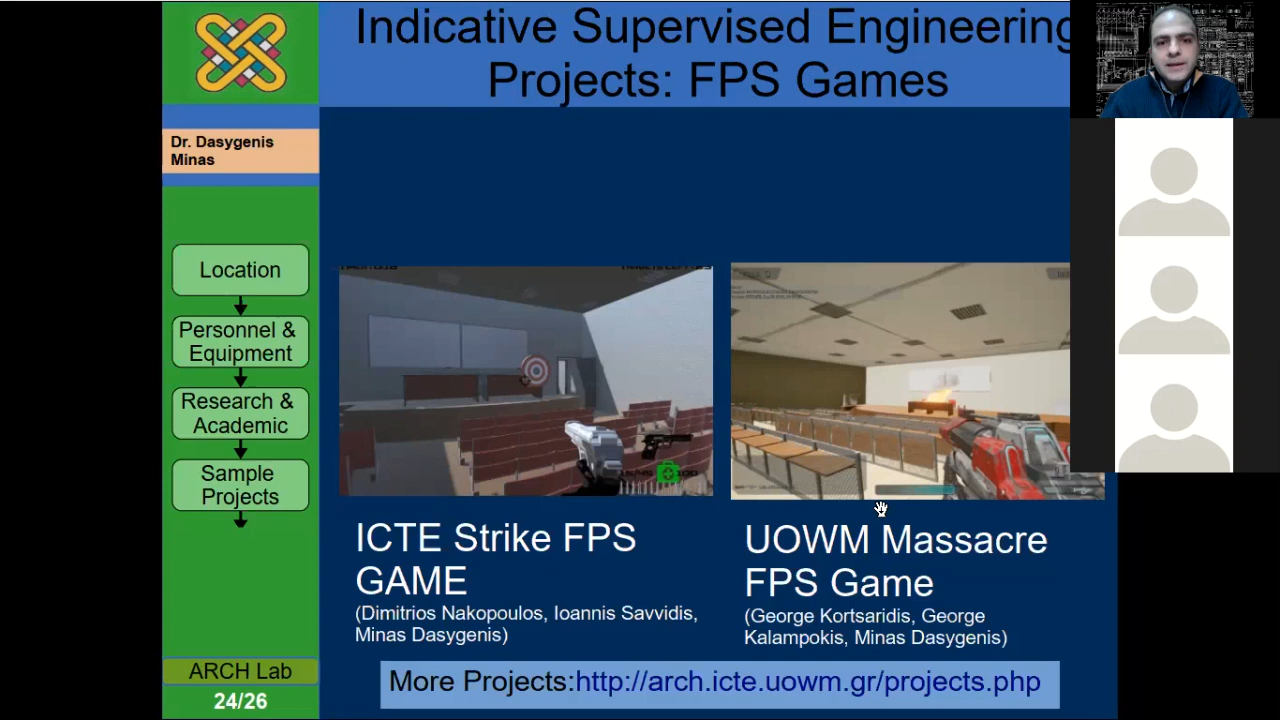 Indicative Supervised Engineering
Projects: FPS Games
Dr. Dasygenis
Minas
Location
Personnel &
Equipment
Research &
Academic
Sample
Projects
ICTE Strike FPS
GAME
(Dimitrios Nakopoulos, Ioannis Savvidis,
Minas Dasygenis)
UOWM Massacre
FPS Game
(George Kortsaridis, George
Kalampokis, Minas Dasygenis)
ARCH Lab
24/26
More Projects:http://arch.icte.uowm.gr/projects.php